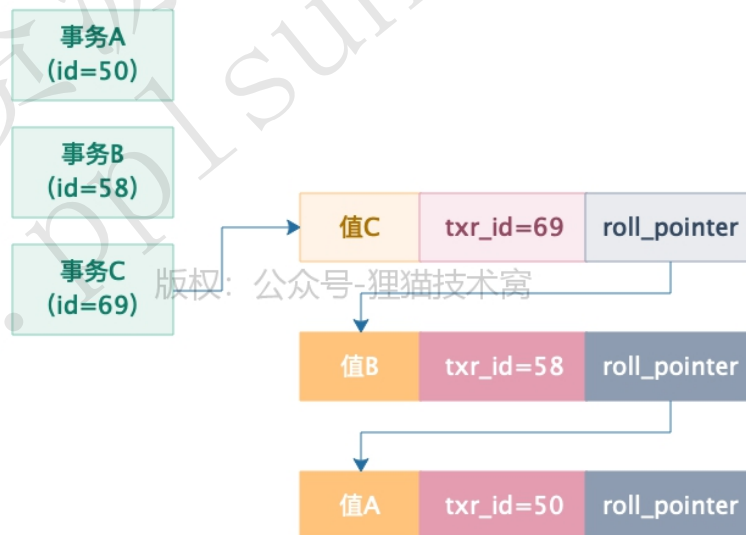 事务A
(id=50)
事务B
(id=58)
事务C
(id=69)
值C txr_id=69 roll_pointer
版权：公众号-狸猫技术窝
值B txr_id=58 roll_pointer
值A txr_id=50 roll_pointer